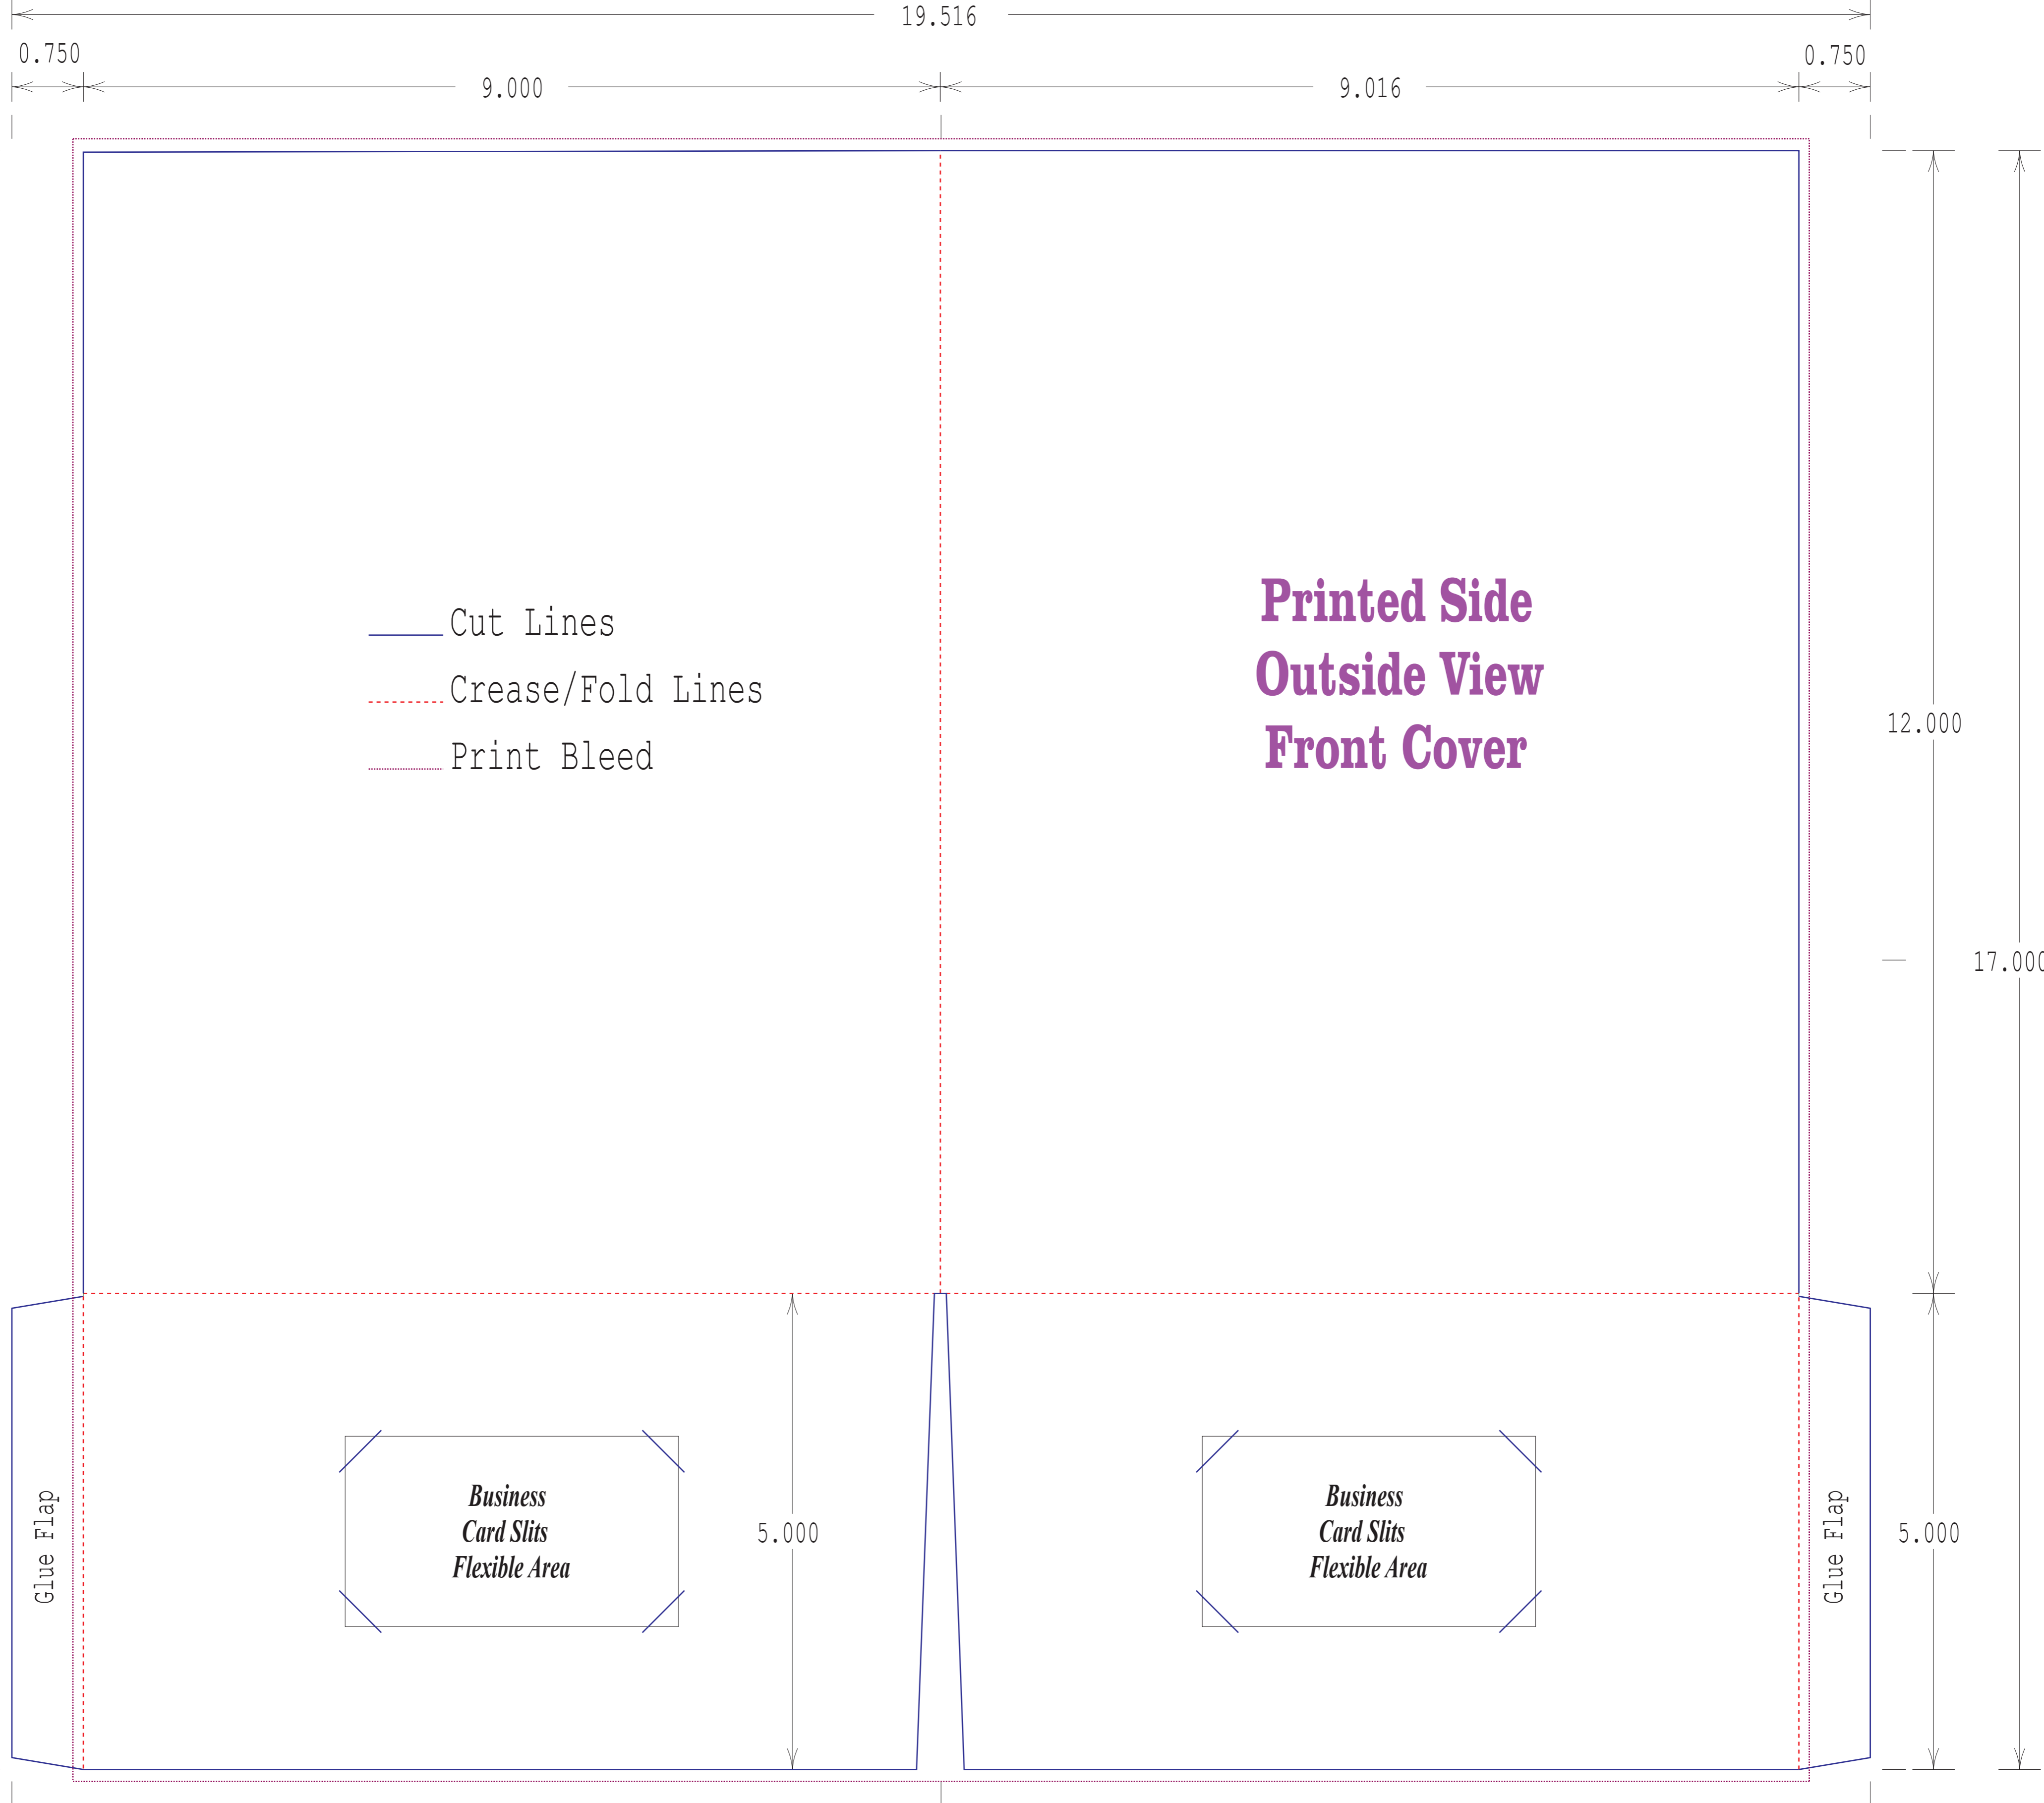 19.516
0.750
0.750
9.000
9.016
Cut Lines
Crease/Fold Lines
Print Bleed
Printed Side
Outside View
Front Cover
12.000
17.000
Glue Flap
Business
Card Slits
Flexible Area
5.000
Business
Card Slits
Flexible Area
Glue Flap
5.000